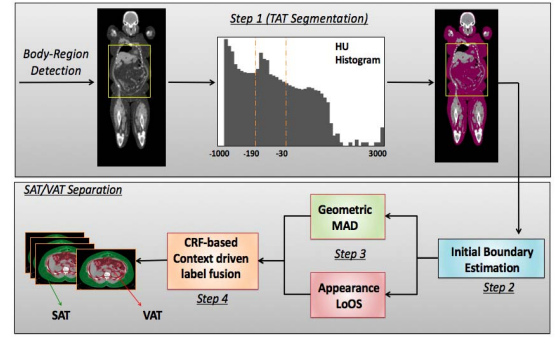 Step 1 (TAT Segmentation)
Body-Region
Detection
HU
Histogram
-1000
-190
-30
3000
SAT/VAT Separation
Geometric
MAD
CRF-based
Context driven
label fusion
Step 3
Initial Boundary
Estimation
Step 2
Appearance
LoOS
Step 4
SAT
VAT